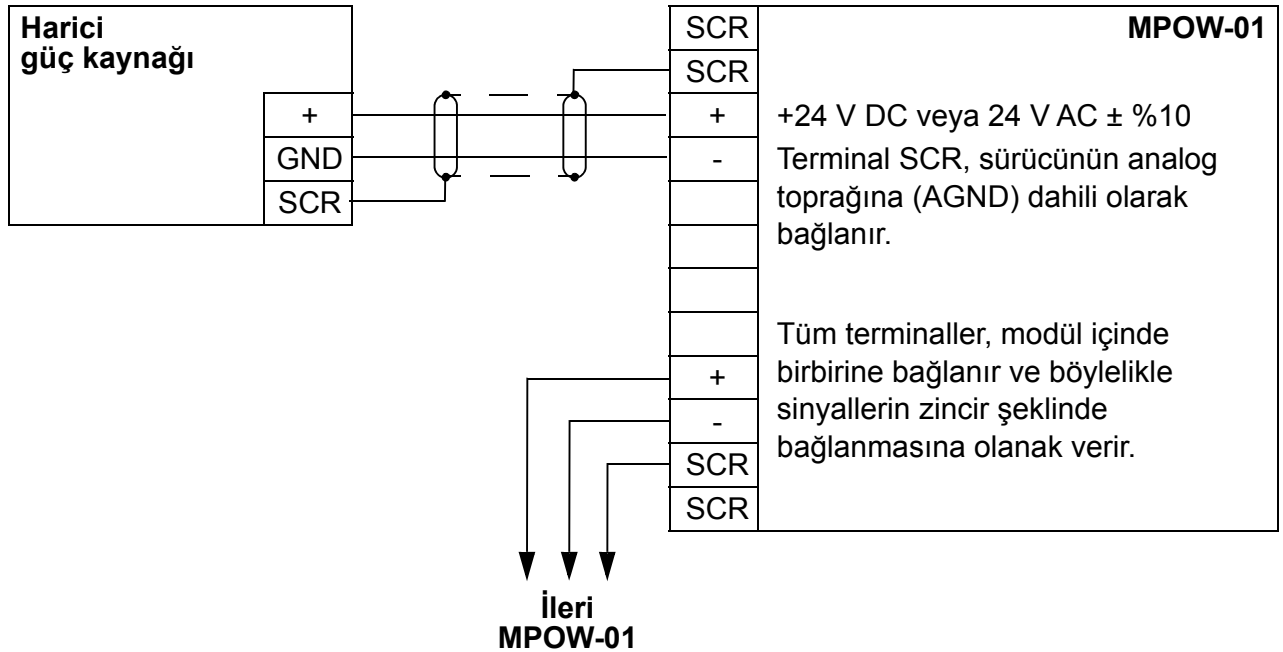 Harici
güç kaynağı
+
GND
SCR
SCR
SCR
+
-
+
-
SCR
SCR
MPOW-01
+24 V DC veya 24 V AC ± %10
Terminal SCR, sürücünün analog
toprağına (AGND) dahili olarak
bağlanır.
Tüm terminaller, modül içinde
birbirine bağlanır ve böylelikle
sinyallerin zincir şeklinde
bağlanmasına olanak verir.
İleri
MPOW-01